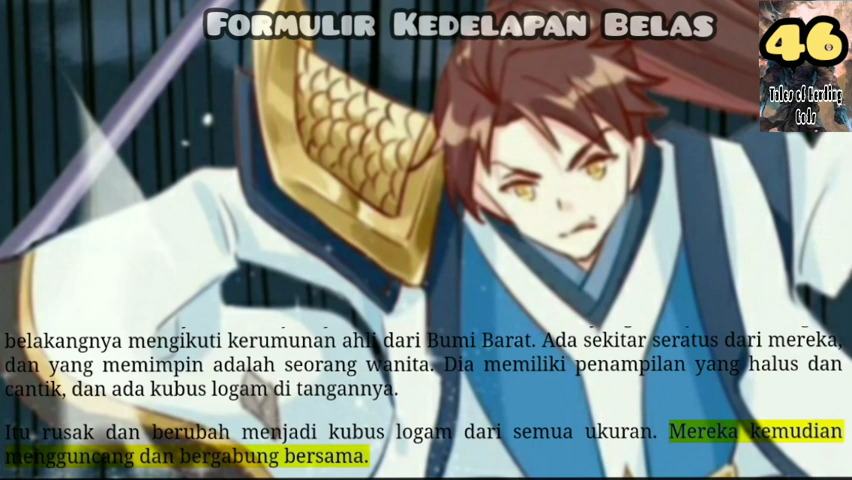 Formulir Kedelapan Belas
46
Tales of Herding
Gods
belakangnya mengikuti kerumunan ahli dari Bumi Barat. Ada sekitar seratus dari mereka,
dan yang memimpin adalah seorang wanita. Dia memiliki penampilan yang halus dan
cantik, dan ada kubus logam di tangannya.
Itu rusak dan berubah menjadi kubus logam dari semua ukuran. Mereka kemudian
mengguncang dan bergabung bersama.